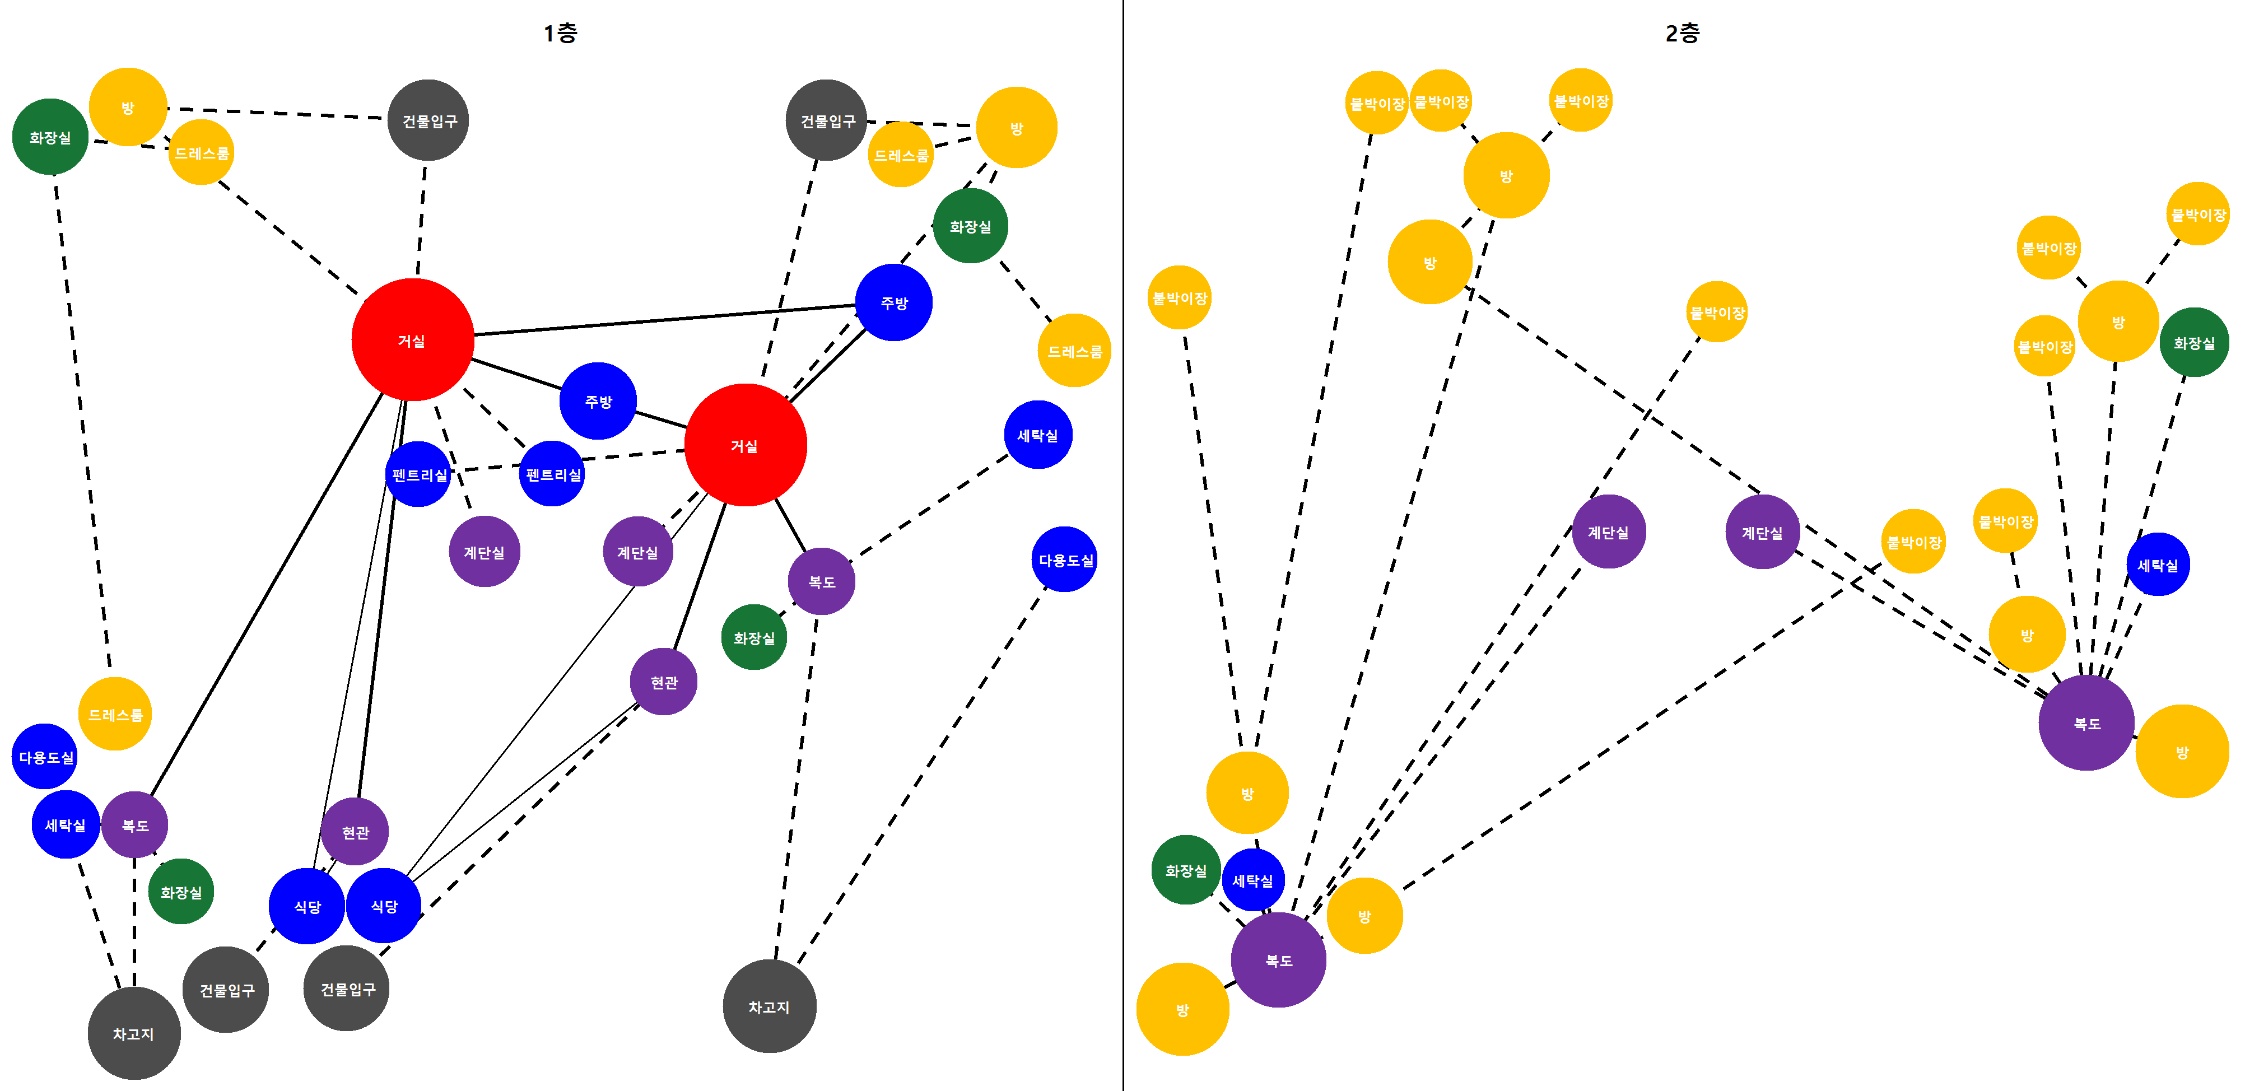 1층
방
화장실
드레스룸
건물입구
건물입구
드레스룸
방
화장실
주방
거실
드레스룸
주방
거실
세탁실
펜트리실
펜트리실
계단실
계단실
복도
다용도실
화장실
현관
드레스룸
다용도실
세탁실
복도
현관
화장실
식당
식당
건물입구
건물입구
차고지
차고지
2층
붙박이장
붙박이장
붙박이장
방
방
붙박이장
붙박이장
붙박이장
붙박이장
방
붙박이장
화장실
계단실
계단실
붙박이장
붙박이장
세탁실
방
복도
방
방
화장실
세탁실
방
복도
방